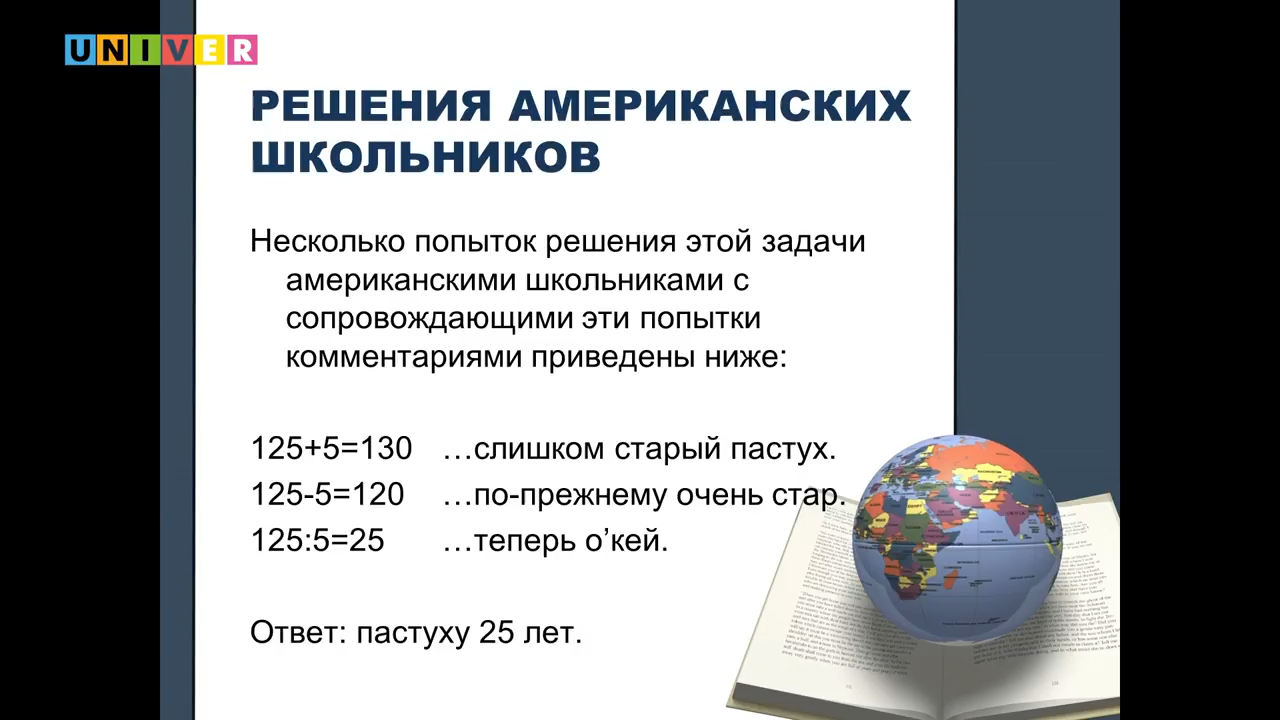 UNIVER
РЕШЕНИЯ АМЕРИКАНСКИХ
ШКОЛЬНИКОВ
Несколько попыток решения этой задачи
американскими школьниками с
сопровождающими эти попытки
комментариями приведены ниже:
125+5=130 …слишком старый пастух.
125-5=120 …по-прежнему очень стар.
125:5=25 …теперь о’кей.
Ответ: пастуху 25 лет.